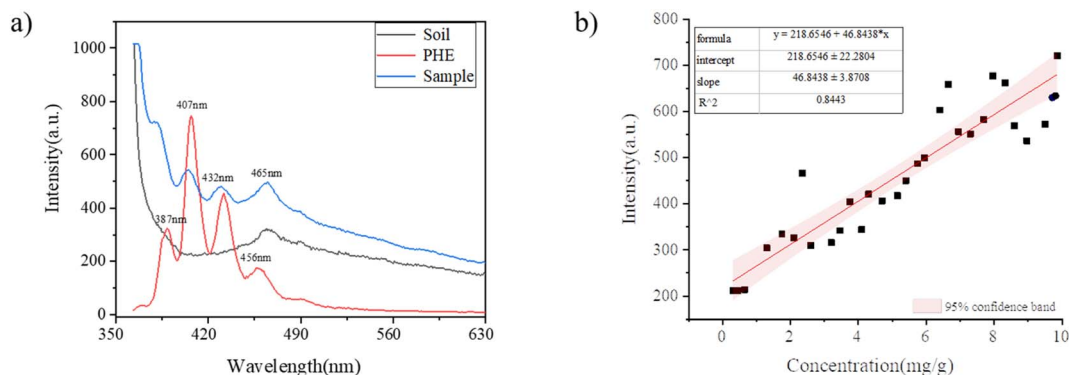 a)
Soil
PHE
Sample
1000
800
600
400
200
0
Intensity(a.u.)
387nm
407nm
432nm
456nm
465nm
350
420
490
560
630
Wavelength(nm)
b)
formula y = 218.6546 + 46.8438*x
intercept 218.6546 ± 22.2804
slope 46.8438 ± 3.8708
R^2 0.8443
700
600
500
400
300
200
Intensity(a.u.)
95% confidence band
0
2
4
6
8
10
Concentration(mg/g)